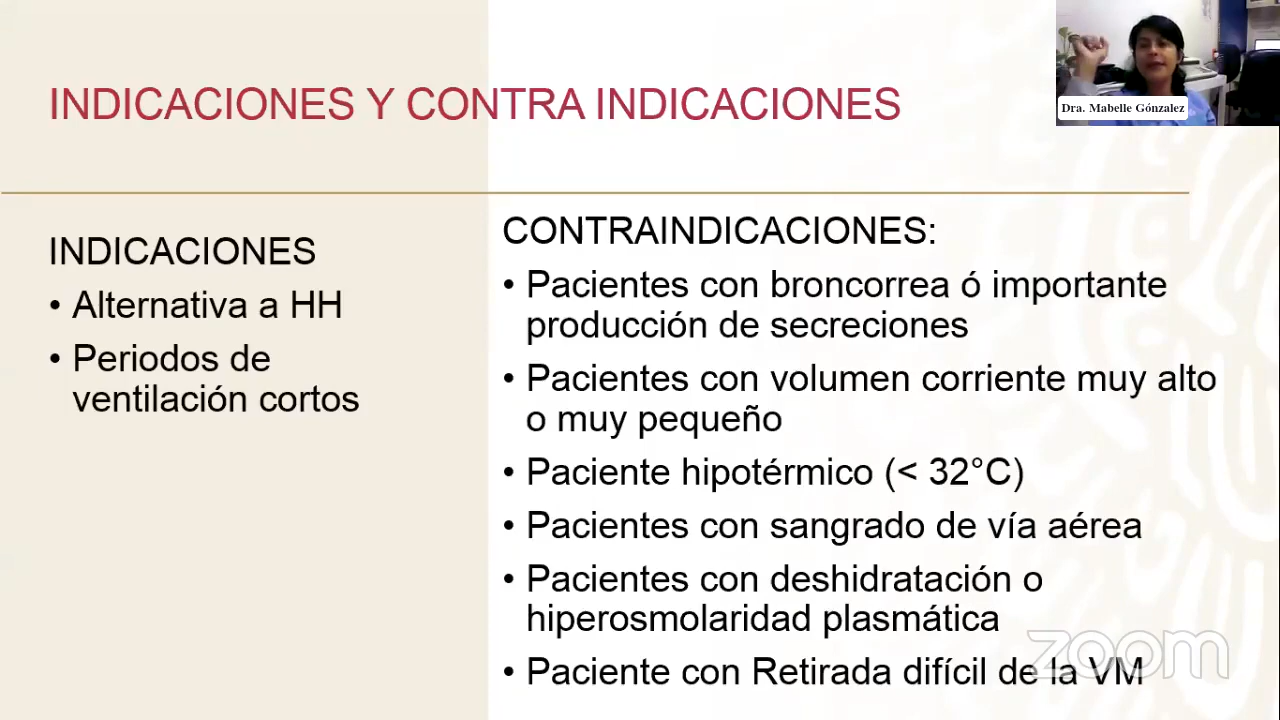 INDICACIONES Y CONTRA INDICACIONES
Dra. Mabelle Gónzalez
INDICACIONES
• Alternativa a HH
• Periodos de
ventilación cortos
CONTRAINDICACIONES:
• Pacientes con broncorrea ó importante
producción de secreciones
• Pacientes con volumen corriente muy alto
o muy pequeño
• Paciente hipotérmico (< 32°C)
• Pacientes con sangrado de vía aérea
• Pacientes con deshidratación o
hiperosmolaridad plasmática
• Paciente con Retirada difícil de la VM
zoom